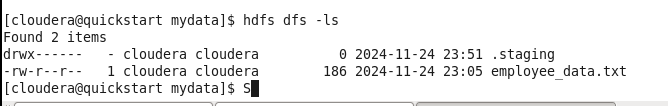 [cloudera@quickstart mydata]$ hdfs dfs -ls
Found 2 items
drwx------   - cloudera cloudera          0 2024-11-24 23:51 .staging
-rw-r--r--   1 cloudera cloudera        186 2024-11-24 23:05 employee_data.txt
[cloudera@quickstart mydata]$ S